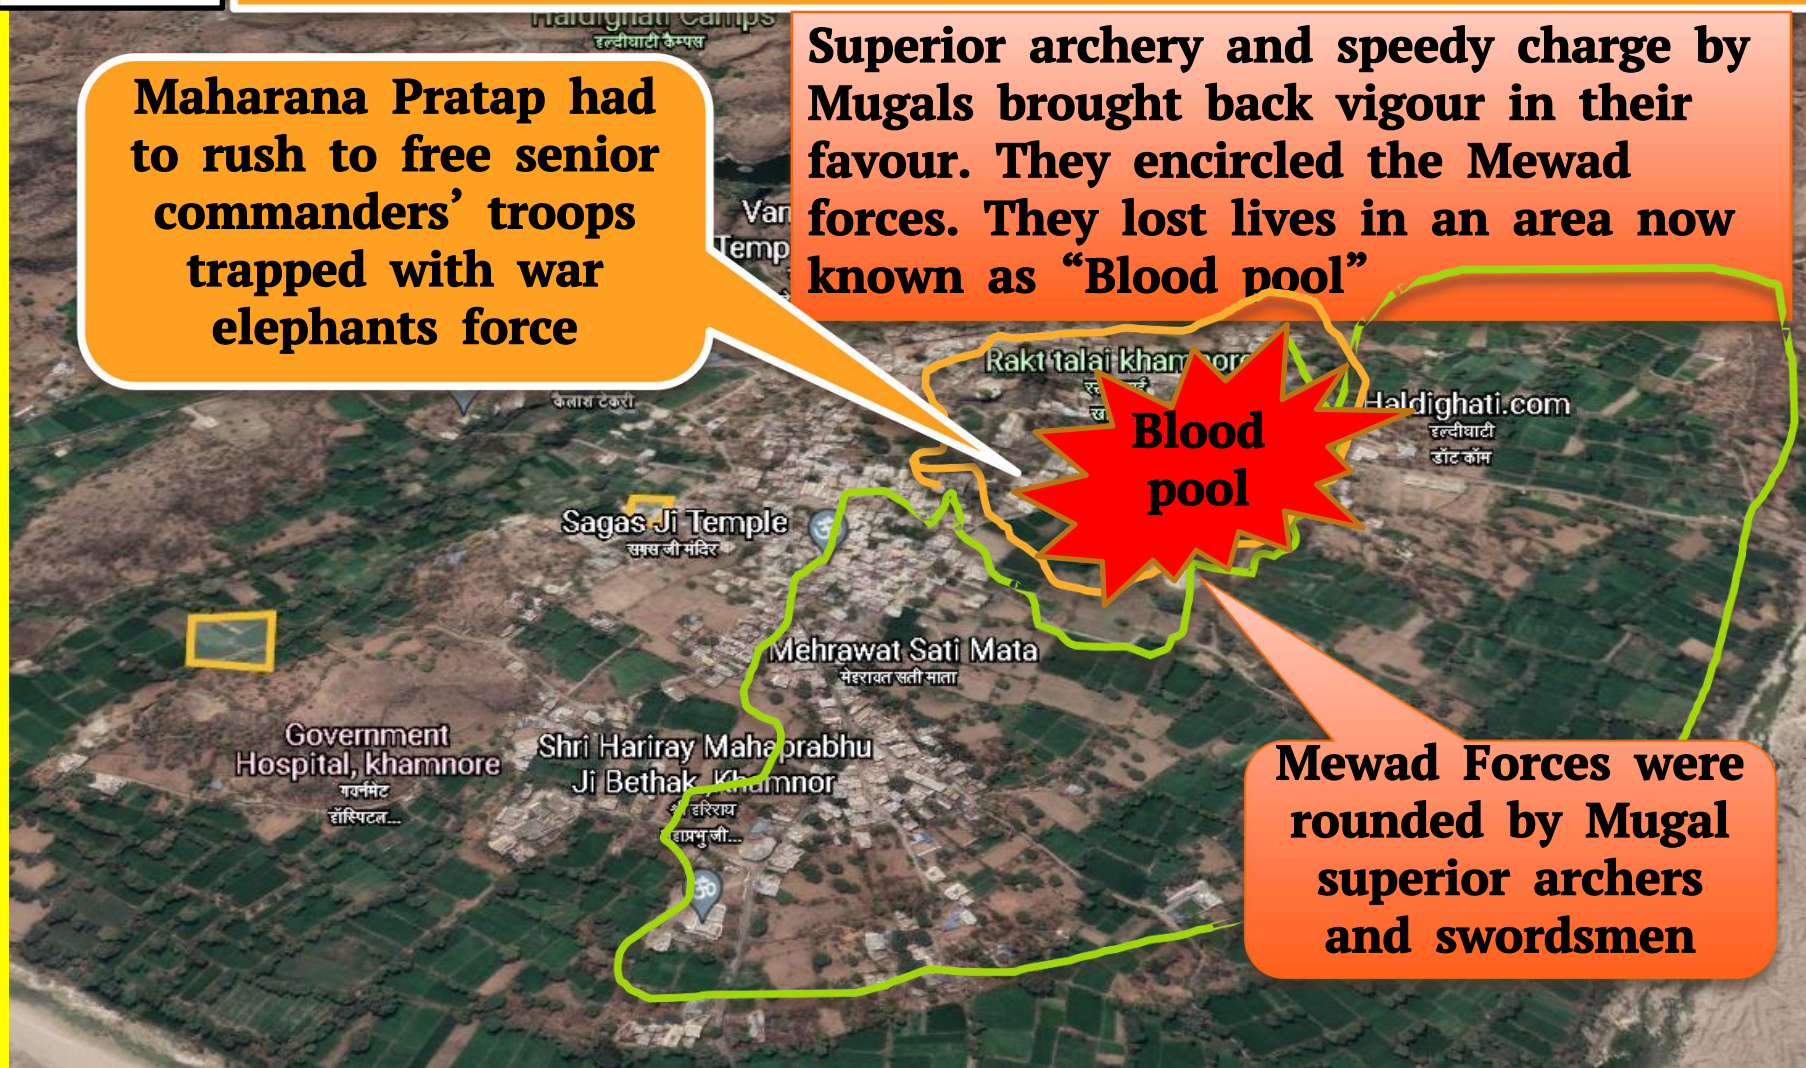 Haldighati Camps
हल्दीघाटी कैम्पस
Superior archery and speedy charge by
Mugals brought back vigour in their
favour. They encircled the Mewad
forces. They lost lives in an area now
known as “Blood pool”
Maharana Pratap had
to rush to free senior
commanders’ troops
trapped with war
elephants force
Rakt talai khamnore
Blood
pool
Haldighati.com
हल्दीघाटी
डॉट कॉम
कैलाश टेकरी
Sagas Ji Temple
सगस जी मंदिर
Mehrawat Sati Mata
मेहरावत सती माता
Government
Hospital, khamnore
गवर्नमेंट
हॉस्पिटल...
Shri Hariray Mahaprabhu
Ji Bethak, Khamnor
श्री हरिराय
महाप्रभु जी...
Mewad Forces were
rounded by Mugal
superior archers
and swordsmen